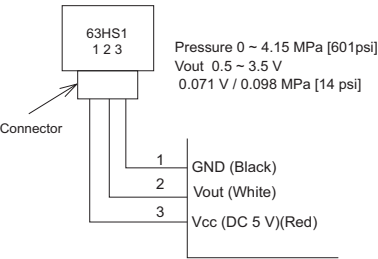 63HS1
1 2 3
Pressure 0 ~ 4.15 MPa [601psi]
Vout 0.5 ~ 3.5 V
0.071 V / 0.098 MPa [14 psi]
Connector
1 GND (Black)
2 Vout (White)
3 Vcc (DC 5 V)(Red)